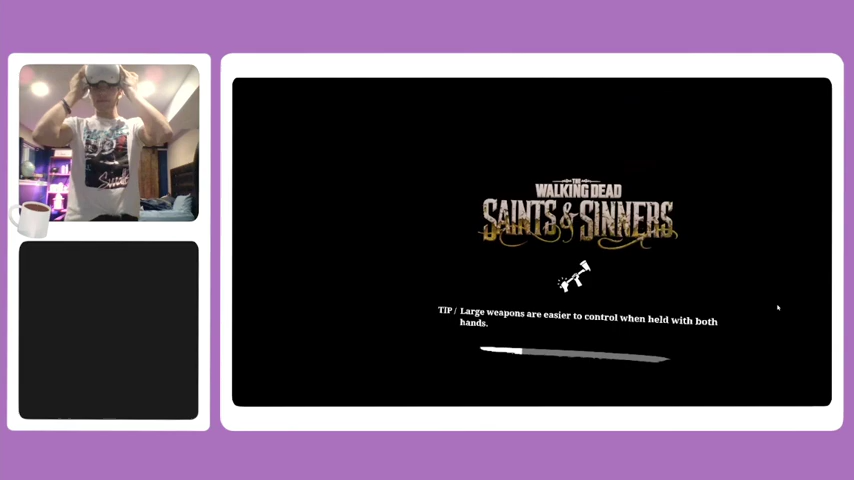 THE
WALKING DEAD
SAINTS & SINNERS
TIP / Large weapons are easier to control when held with both
hands.